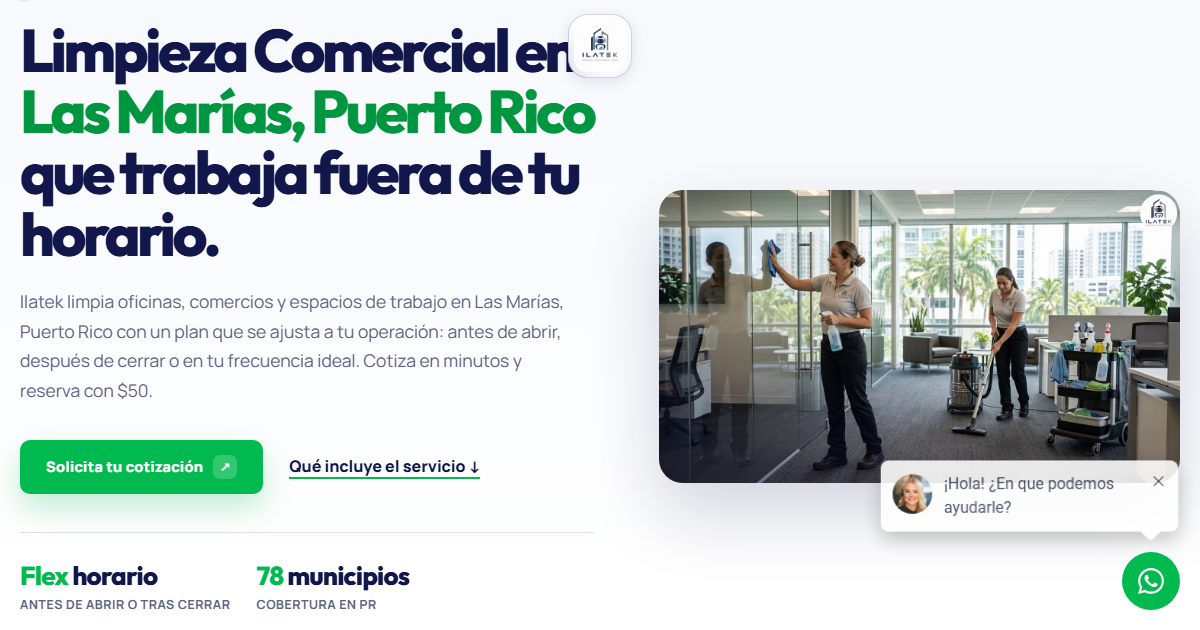 Limpieza Comercial en
ILATEK
Las Marías, Puerto Rico
que trabaja fuera de tu
horario.
Ilatek limpia oficinas, comercios y espacios de trabajo en Las Marías,
Puerto Rico con un plan que se ajusta a tu operación: antes de abrir,
después de cerrar o en tu frecuencia ideal. Cotiza en minutos y
reserva con $50.
Solicita tu cotización ↗
Qué incluye el servicio ↓
ILATEK
¡Hola! ¿En que podemos
ayudarle?
Flex horario
ANTES DE ABRIR O TRAS CERRAR
78 municipios
COBERTURA EN PR